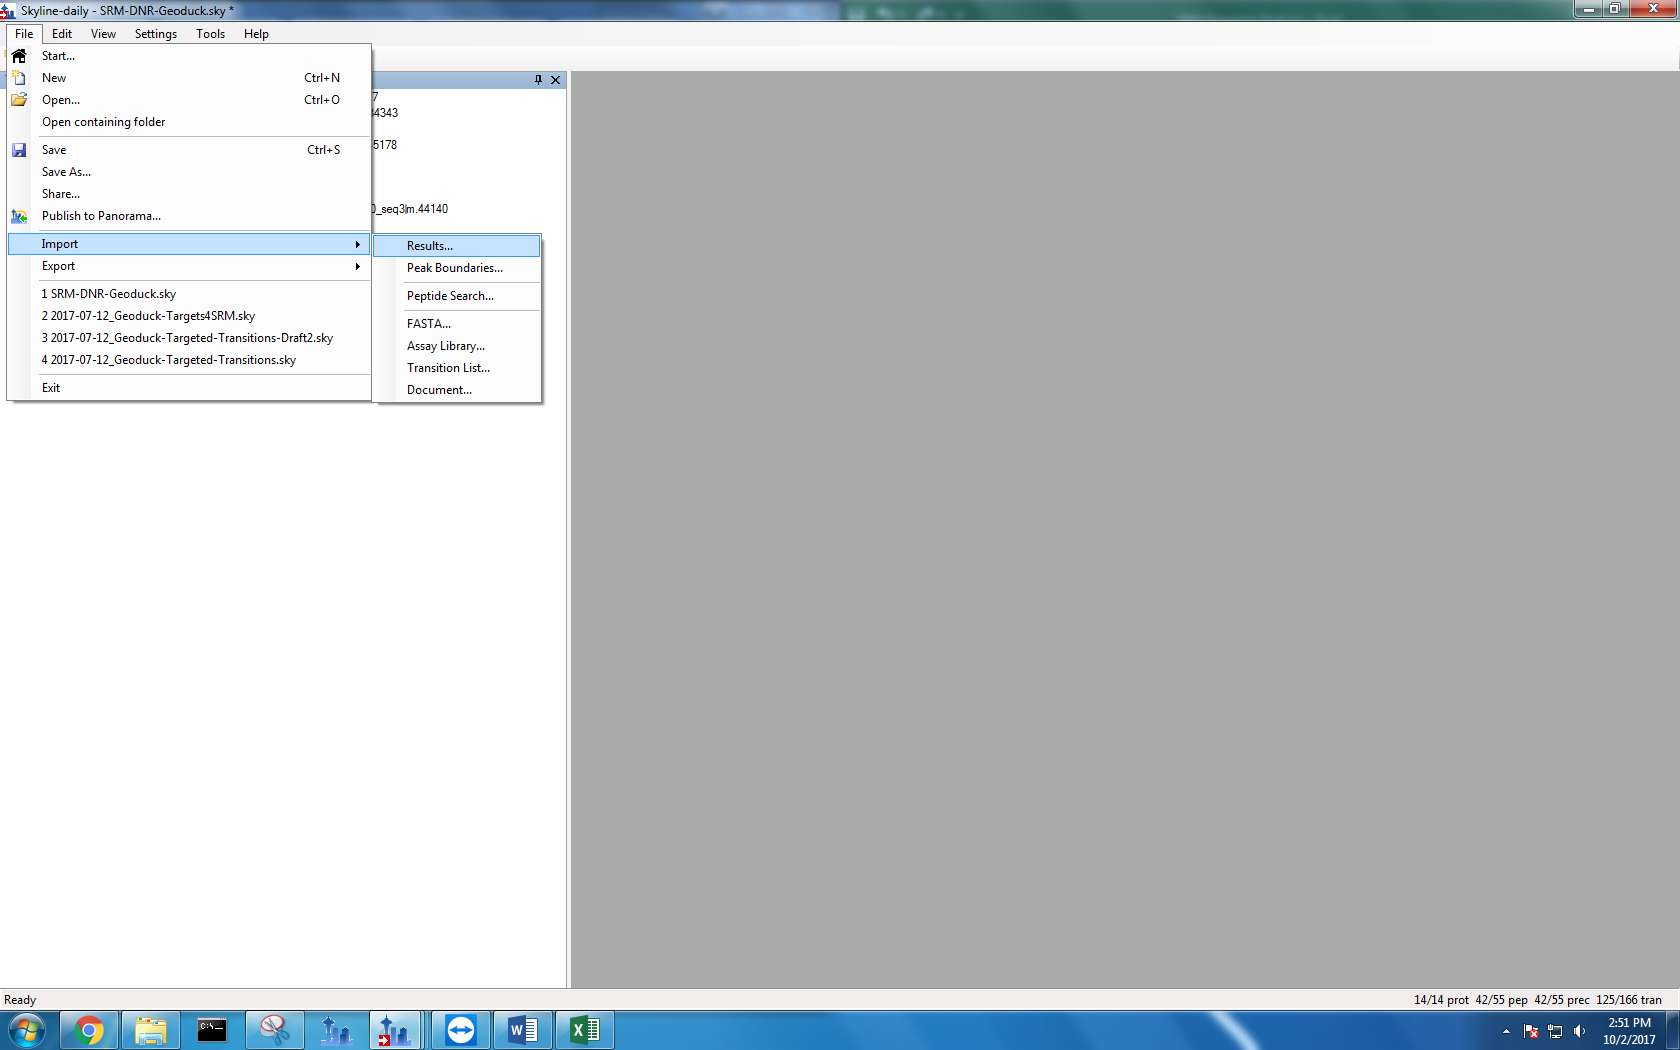 Skyline-daily - SRM-DNR-Geoduck.sky *
File Edit View Settings Tools Help
Start...
New Ctrl+N
Open... Ctrl+O
Open containing folder
Save Ctrl+S
Save As...
Share...
Publish to Panorama...
Import
Export
1 SRM-DNR-Geoduck.sky
2 2017-07-12_Geoduck-Targets4SRM.sky
3 2017-07-12_Geoduck-Targeted-Transitions-Draft2.sky
4 2017-07-12_Geoduck-Targeted-Transitions.sky
Exit
7
4343
5178
_seq3|m.44140
Results...
Peak Boundaries...
Peptide Search...
FASTA...
Assay Library...
Transition List...
Document...
Ready
14/14 prot 42/55 pep 42/55 prec 125/166 tran
C:\
2:51 PM
10/2/2017